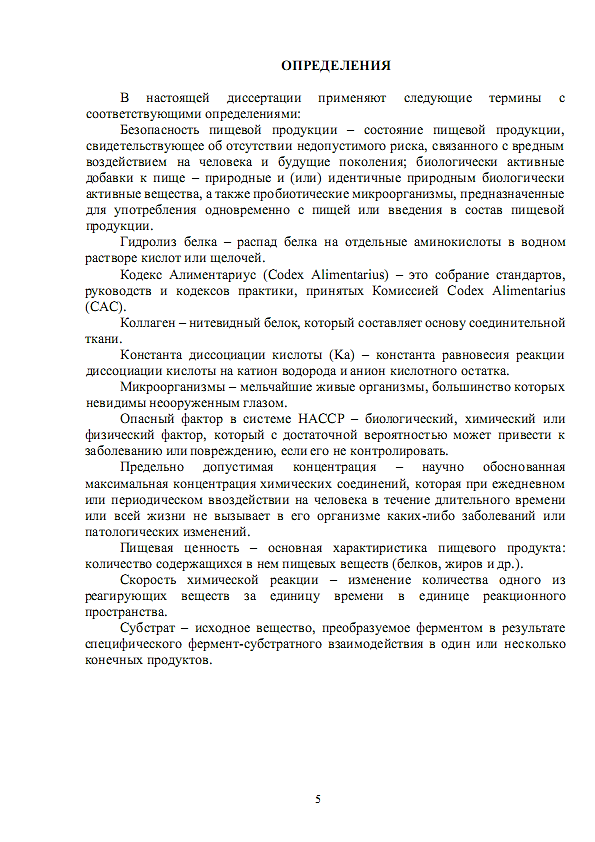 ОПРЕДЕЛЕНИЯ
В настоящей диссертации применяют следующие термины с
соответствующими определениями:
Безопасность пищевой продукции – состояние пищевой продукции,
свидетельствующее об отсутствии недопустимого риска, связанного с вредным
воздействием на человека и будущие поколения; биологически активные
добавки к пище – природные и (или) идентичные природным биологически
активные вещества, а также пробиотические микроорганизмы, предназначенные
для употребления одновременно с пищей или введения в состав пищевой
продукции.
Гидролиз белка – распад белка на отдельные аминокислоты в водном
растворе кислот или щелочей.
Кодекс Алиментариус (Codex Alimentarius) – это собрание стандартов,
руководств и кодексов практики, принятых Комиссией Codex Alimentarius
(CAC).
Коллаген – нитевидный белок, который составляет основу соединительной
ткани.
Константа диссоциации кислоты (Ka) – константа равновесия реакции
диссоциации кислоты на катион водорода и анион кислотного остатка.
Микроорганизмы – мельчайшие живые организмы, большинство которых
невидимы неооруженным глазом.
Опасный фактор в системе НАССР – биологический, химический или
физический фактор, который с достаточной вероятностью может привести к
заболеванию или повреждению, если его не контролировать.
Предельно допустимая концентрация – научно обоснованная
максимальная концентрация химических соединений, которая при ежедневном
или периодическом ввоздействии на человека в течение длительного времени
или всей жизни не вызывает в его организме каких-либо заболеваний или
патологических изменений.
Пищевая ценность – основная характиристика пищевого продукта:
количество содержащихся в нем пищевых веществ (белков, жиров и др.).
Скорость химической реакции – изменение количества одного из
реагирующих веществ за единицу времени в единице реакционного
пространства.
Субстрат – исходное вещество, преобразуемое ферментом в результате
специфического фермент-субстратного взаимодействия в один или несколько
конечных продуктов.
5